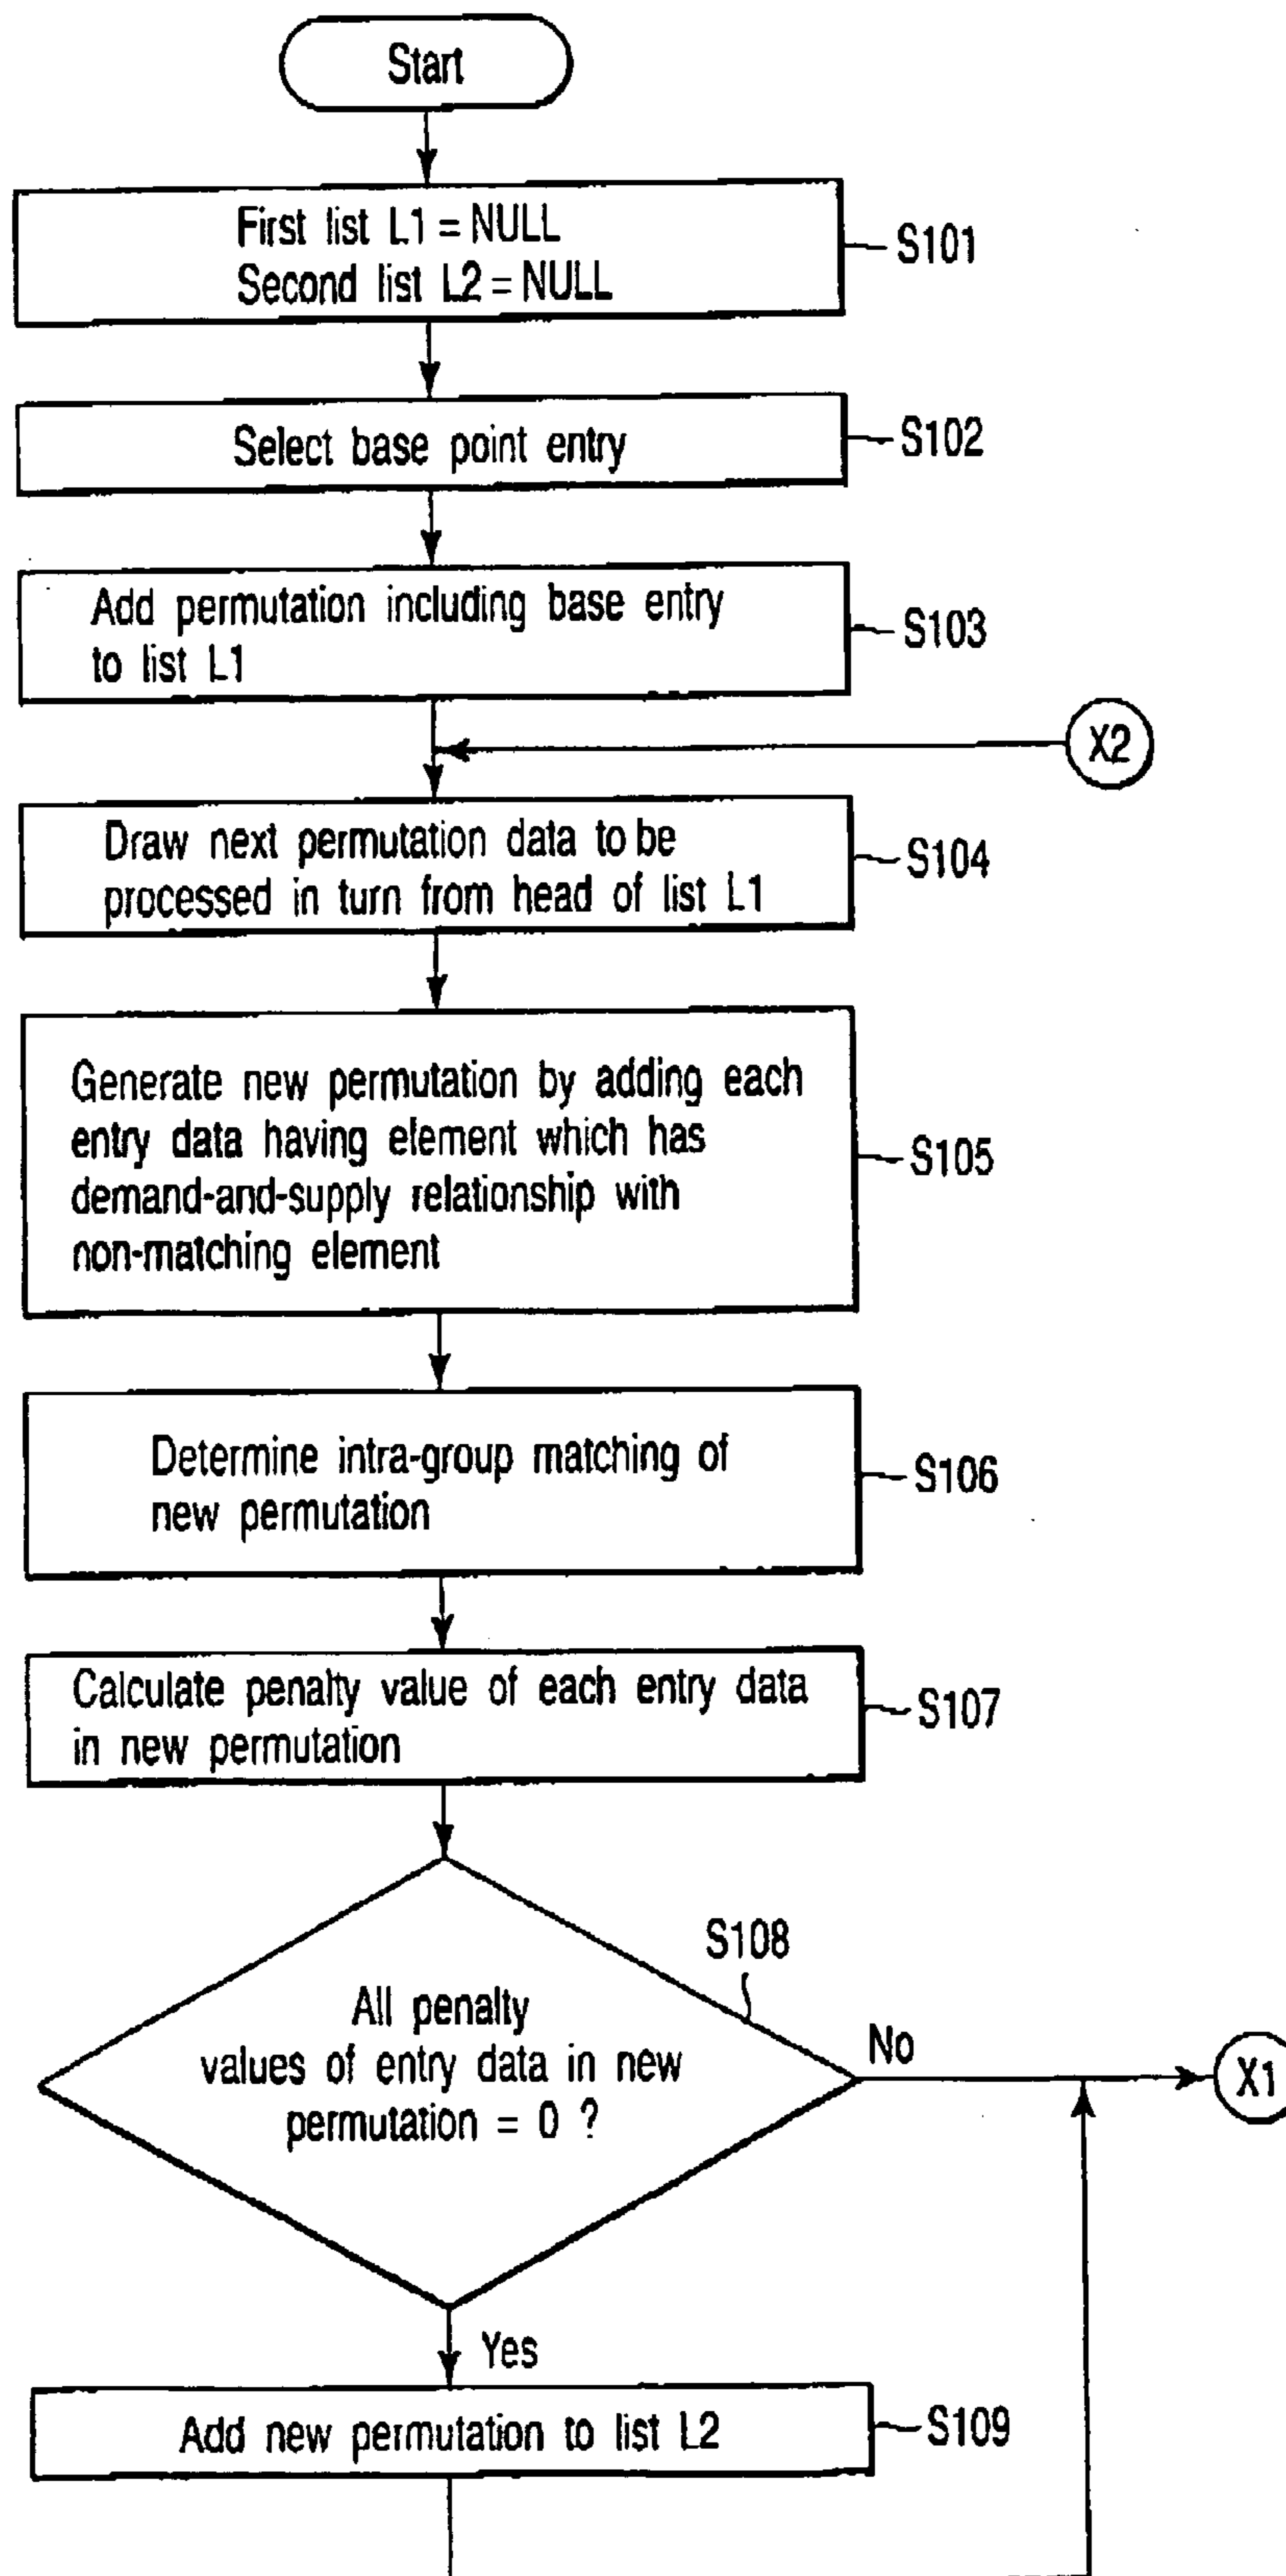 Start
First list L1 = NULL
Second list L2 = NULL
S101
Select base point entry
S102
Add permutation including base entry
to list L1
S103
X2
Draw next permutation data to be
processed in turn from head of list L1
S104
Generate new permutation by adding each
entry data having element which has
demand-and-supply relationship with
non-matching element
S105
Determine intra-group matching of
new permutation
S106
Calculate penalty value of each entry data
in new permutation
S107
S108
All penalty
values of entry data in new
permutation = 0 ?
No
X1
Yes
Add new permutation to list L2
S109